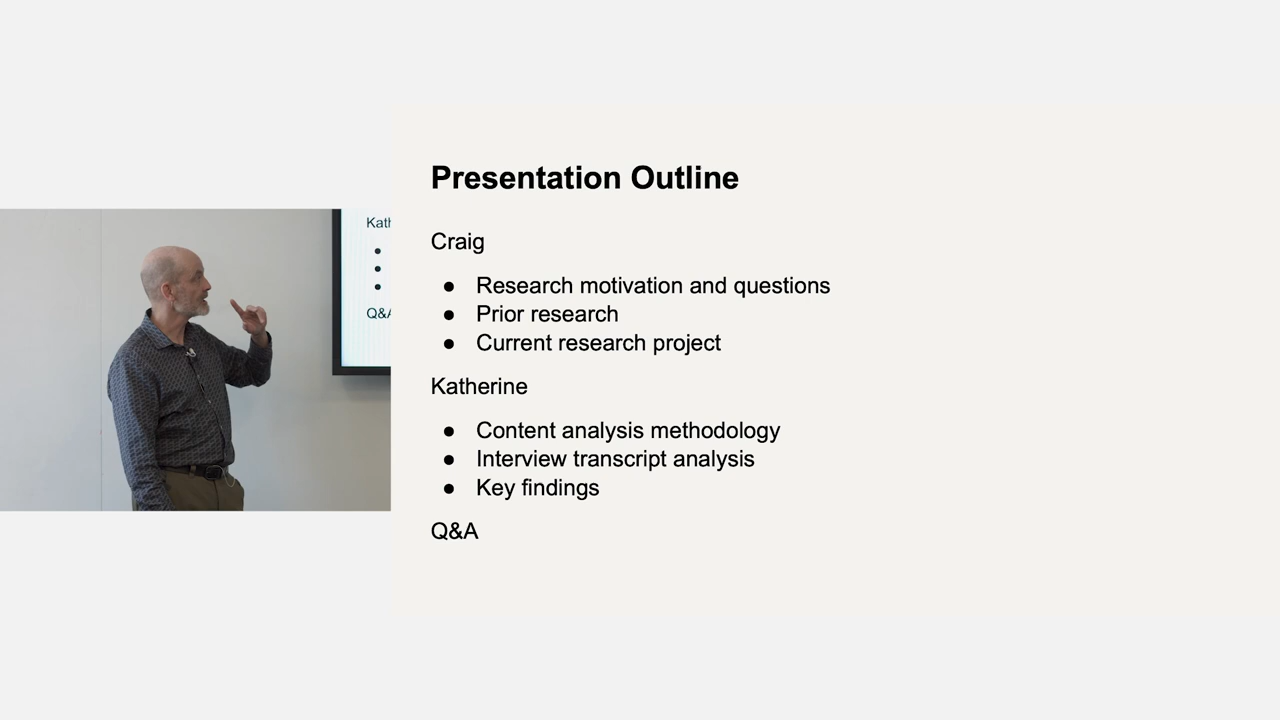 Presentation Outline
Craig
● Research motivation and questions
● Prior research
● Current research project
Katherine
● Content analysis methodology
● Interview transcript analysis
● Key findings
Q&A
Kath
Q&A